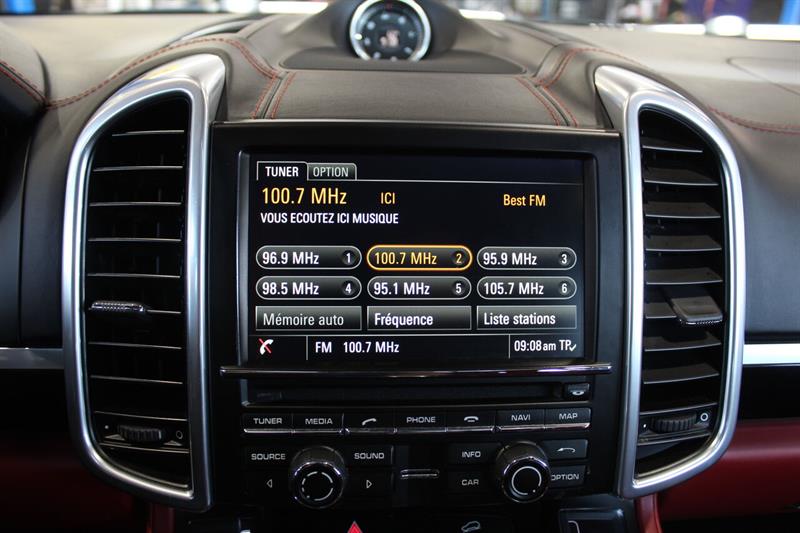 TUNER OPTION
100.7 MHz ICI Best FM
VOUS ECOUTEZ ICI MUSIQUE
96.9 MHz 1 100.7 MHz 2 95.9 MHz 3
98.5 MHz 4 95.1 MHz 5 105.7 MHz 6
Mémoire auto Fréquence Liste stations
FM 100.7 MHz 09:08 am TP
TUNER MEDIA PHONE NAVI MAP
SOURCE SOUND INFO
CAR OPTION